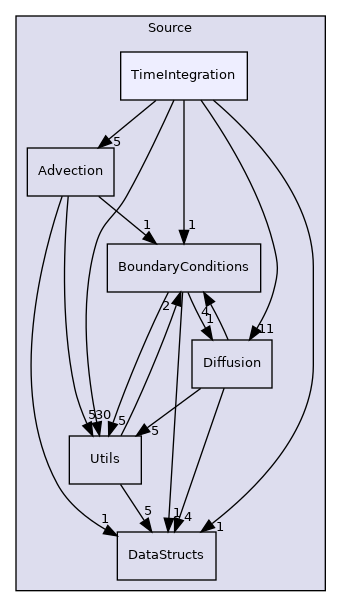 Source
TimeIntegration
5
Advection
1
1
BoundaryConditions
2
4
1
11
Diffusion
530
5
5
Utils
1
5
1
4
1
DataStructs